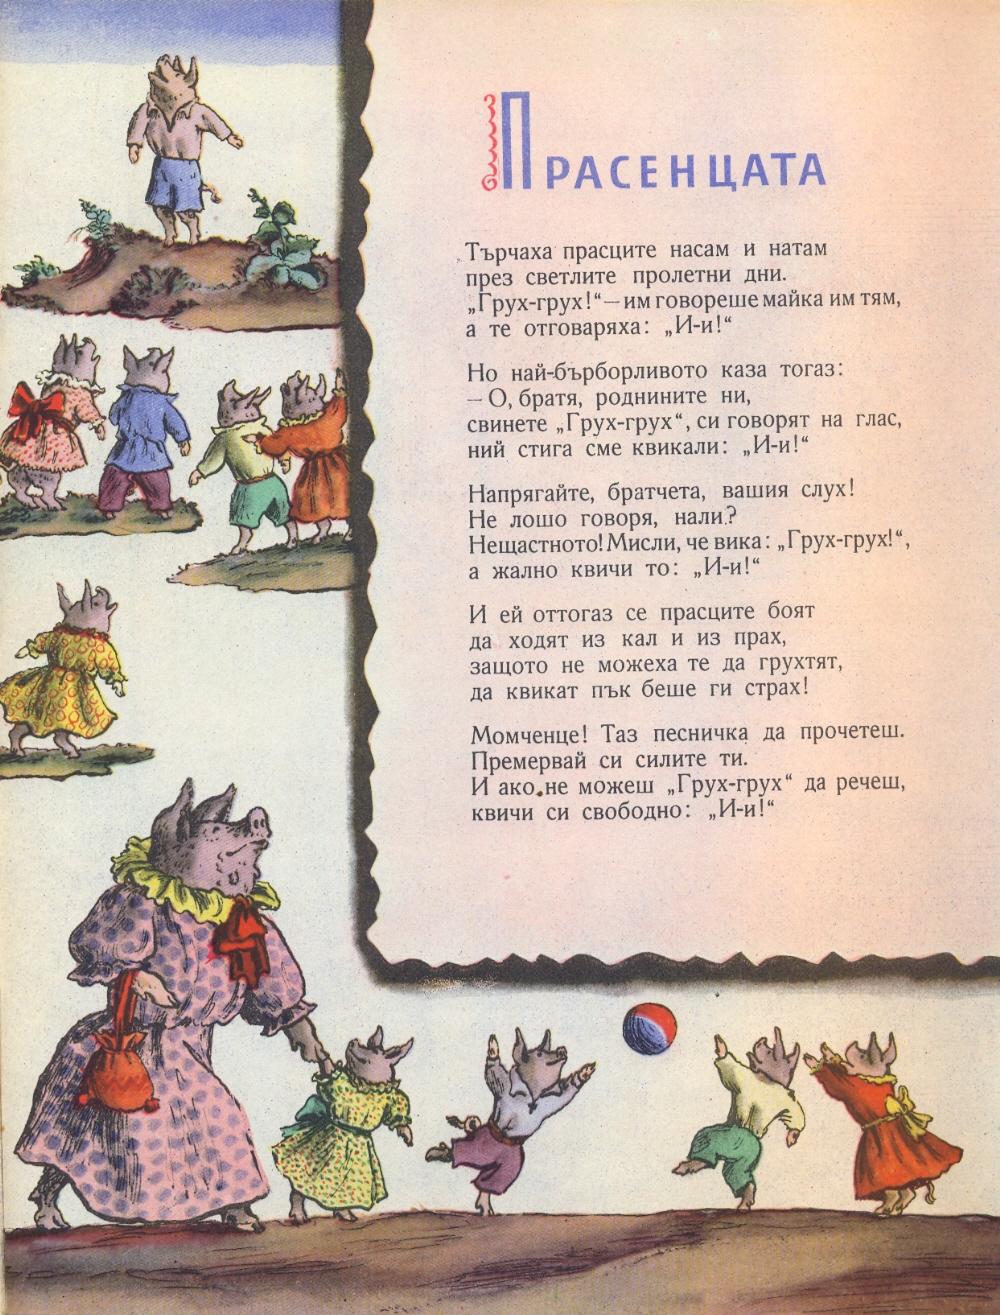 ПРАСЕНЦАТА
Търчаха прасците насам и натам
през светлите пролетни дни.
„Грух-грух!“ — им говореше майка им тям,
а те отговаряха: „И-и!“
Но най-бърборливото каза тогаз:
— О, братя, роднините ни,
свинете „Грух-грух“, си говорят на глас,
ний стига сме квикали: „И-и!“
Напрягайте, братчета, вашия слух!
Не лошо говоря, нали?
Нещастното! Мисли, че вика: „Грух-грух!“,
а жално квичи то: „И-и!“
И ей оттогаз се прасците боят
да ходят из кал и из прах,
защото не можеха те да грухтят,
да квикат пък беше ги страх!
Момченце! Таз песничка да прочетеш.
Премервай си силите ти.
И ако не можеш „Грух-грух“ да речеш,
квичи си свободно: „И-и!“